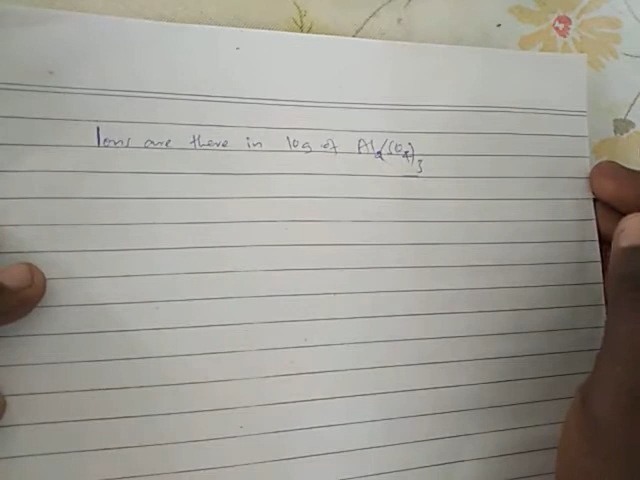 Ions are there in 10g of Al₂(SO₄)₃